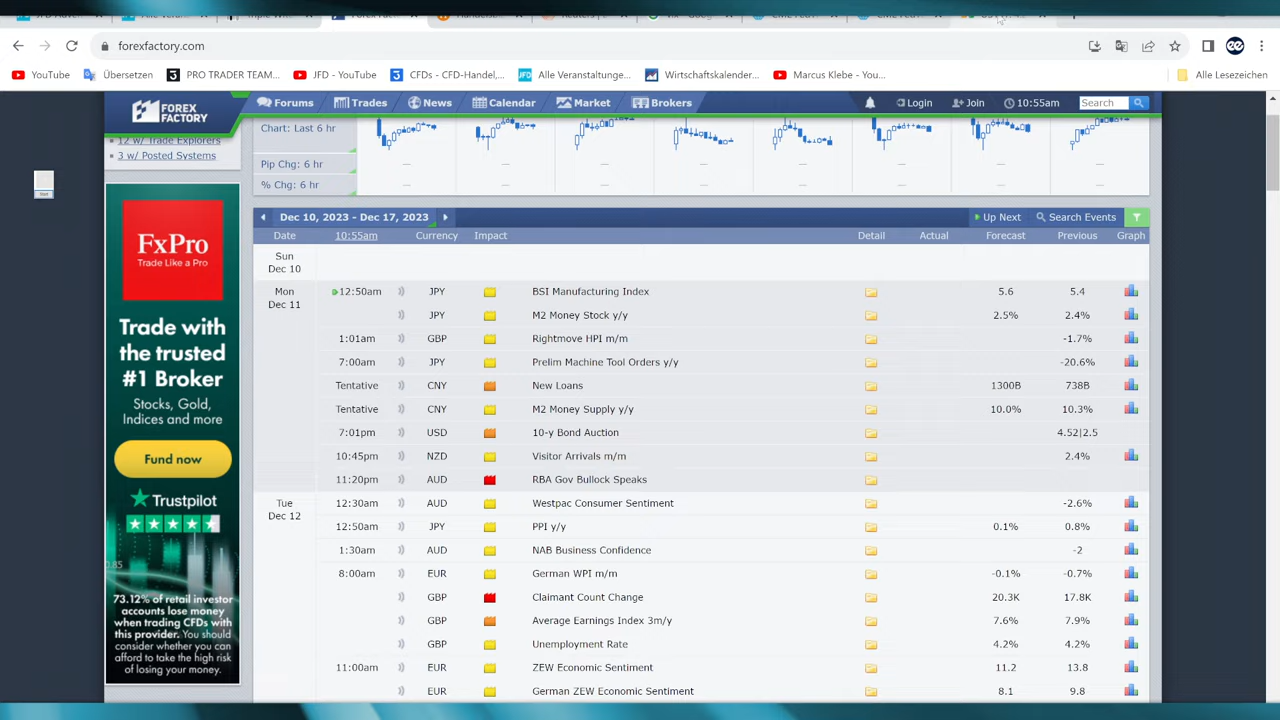 forexfactory.com
YouTube
Übersetzen
PRO TRADER TEAM...
JFD - YouTube
CFDs - CFD-Handel,...
Alle Veranstaltunge...
Wirtschaftskalender...
Marcus Klebe - You...
Alle Lesezeichen
FOREX FACTORY
Forums
Trades
News
Calendar
Market
Brokers
Login
Join
10:55am
Search
12 w/ Trade Explorers
3 w/ Posted Systems
Chart: Last 6 hr
Pip Chg: 6 hr — — — — — — — —
% Chg: 6 hr — — — — — — — —
FxPro
Trade Like a Pro
Trade with
the trusted
#1 Broker
Stocks, Gold,
Indices and more
Fund now
Trustpilot
0.85
73.12% of retail investor
accounts lose money
when trading CFDs with
this provider. You should
consider whether you can
afford to take the high risk
of losing your money.
Dec 10, 2023 - Dec 17, 2023 Up Next Search Events
Date 10:55am Currency Impact Detail Actual Forecast Previous Graph
Sun
Dec 10
Mon
Dec 11
12:50am JPY BSI Manufacturing Index 5.6 5.4
JPY M2 Money Stock y/y 2.5% 2.4%
1:01am GBP Rightmove HPI m/m -1.7%
7:00am JPY Prelim Machine Tool Orders y/y -20.6%
Tentative CNY New Loans 1300B 738B
Tentative CNY M2 Money Supply y/y 10.0% 10.3%
7:01pm USD 10-y Bond Auction 4.52|2.5
10:45pm NZD Visitor Arrivals m/m 2.4%
11:20pm AUD RBA Gov Bullock Speaks
Tue
Dec 12
12:30am AUD Westpac Consumer Sentiment -2.6%
12:50am JPY PPI y/y 0.1% 0.8%
1:30am AUD NAB Business Confidence -2
8:00am EUR German WPI m/m -0.1% -0.7%
GBP Claimant Count Change 20.3K 17.8K
GBP Average Earnings Index 3m/y 7.6% 7.9%
GBP Unemployment Rate 4.2% 4.2%
11:00am EUR ZEW Economic Sentiment 11.2 13.8
EUR German ZEW Economic Sentiment 8.1 9.8